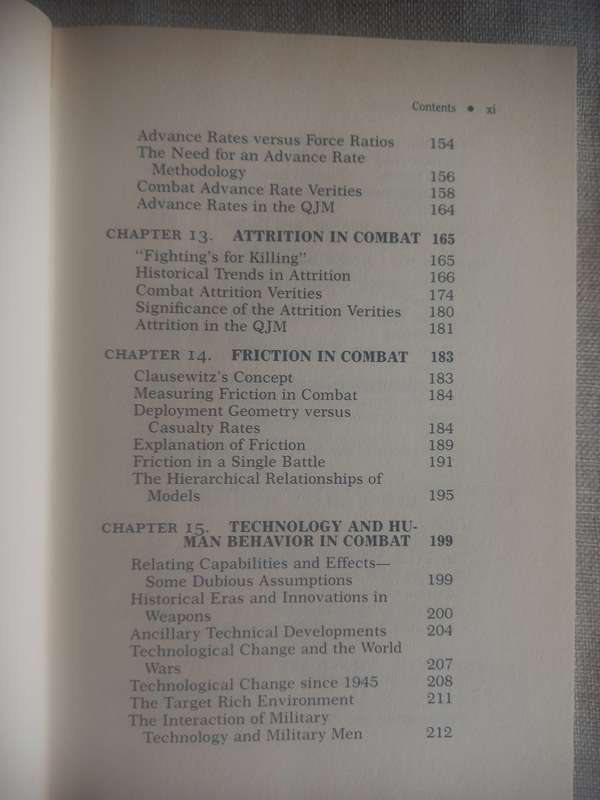 Contents • xi
Advance Rates versus Force Ratios 154
The Need for an Advance Rate
Methodology 156
Combat Advance Rate Verities 158
Advance Rates in the QJM 164
CHAPTER 13. ATTRITION IN COMBAT 165
"Fighting's for Killing" 165
Historical Trends in Attrition 166
Combat Attrition Verities 174
Significance of the Attrition Verities 180
Attrition in the QJM 181
CHAPTER 14. FRICTION IN COMBAT 183
Clausewitz's Concept 183
Measuring Friction in Combat 184
Deployment Geometry versus
Casualty Rates 184
Explanation of Friction 189
Friction in a Single Battle 191
The Hierarchical Relationships of
Models 195
CHAPTER 15. TECHNOLOGY AND HU-
MAN BEHAVIOR IN COMBAT 199
Relating Capabilities and Effects—
Some Dubious Assumptions 199
Historical Eras and Innovations in
Weapons 200
Ancillary Technical Developments 204
Technological Change and the World
Wars 207
Technological Change since 1945 208
The Target Rich Environment 211
The Interaction of Military
Technology and Military Men 212